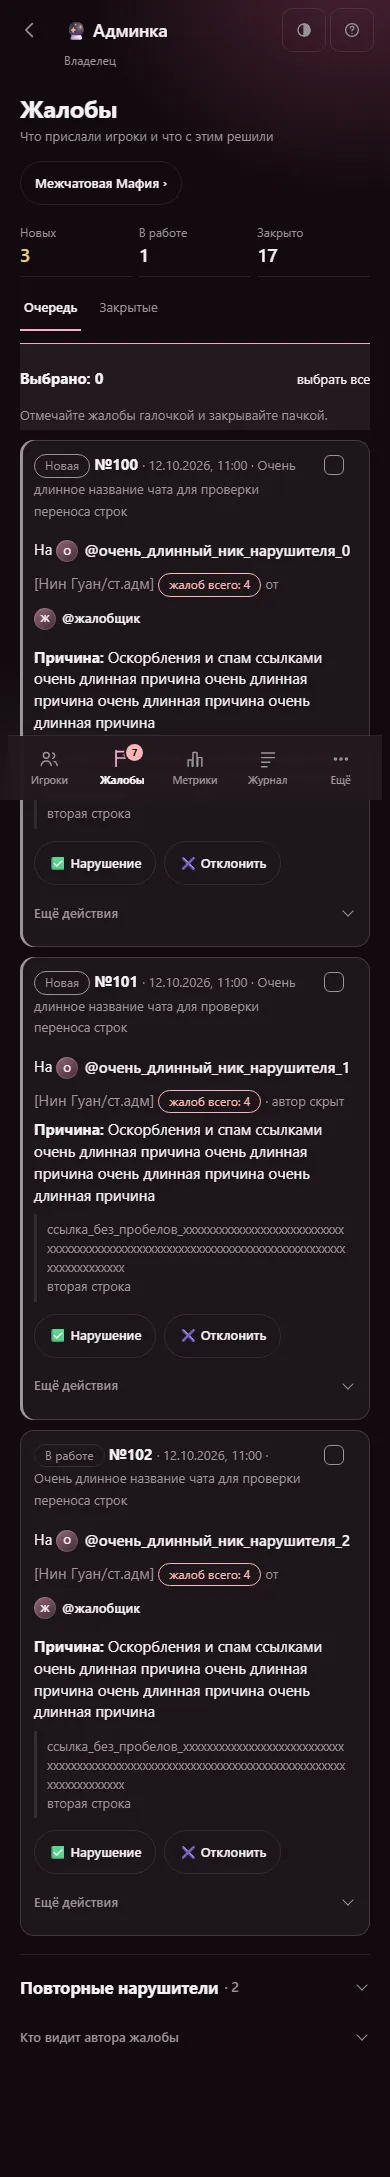 Админка
Владелец
Жалобы
Что прислали игроки и что с этим решили
Межчатовая Мафия ›
Новых
В работе
Закрыто
3
1
17
Очередь
Закрытые
Выбрано: 0
выбрать все
Отмечайте жалобы галочкой и закрывайте пачкой.
Новая №100 · 12.10.2026, 11:00 · Очень
длинное название чата для проверки
переноса строк
На О @очень_длинный_ник_нарушителя_0
[Нин Гуан/ст.адм] жалоб всего: 4 от
Ж @жалобщик
Причина: Оскорбления и спам ссылками
очень длинная причина очень длинная
причина очень длинная причина очень
длинная причина
7
Игроки
Жалобы
Метрики
Журнал
Ещё
вторая строка
Нарушение
Отклонить
Ещё действия
Новая №101 · 12.10.2026, 11:00 · Очень
длинное название чата для проверки
переноса строк
На О @очень_длинный_ник_нарушителя_1
[Нин Гуан/ст.адм] жалоб всего: 4 · автор скрыт
Причина: Оскорбления и спам ссылками
очень длинная причина очень длинная
причина очень длинная причина очень
длинная причина
вторая строка
Нарушение
Отклонить
Ещё действия
В работе №102 · 12.10.2026, 11:00 ·
Очень длинное название чата для проверки
переноса строк
На О @очень_длинный_ник_нарушителя_2
[Нин Гуан/ст.адм] жалоб всего: 4 от
Ж @жалобщик
Причина: Оскорбления и спам ссылками
очень длинная причина очень длинная
причина очень длинная причина очень
длинная причина
вторая строка
Нарушение
Отклонить
Ещё действия
Повторные нарушители · 2
Кто видит автора жалобы